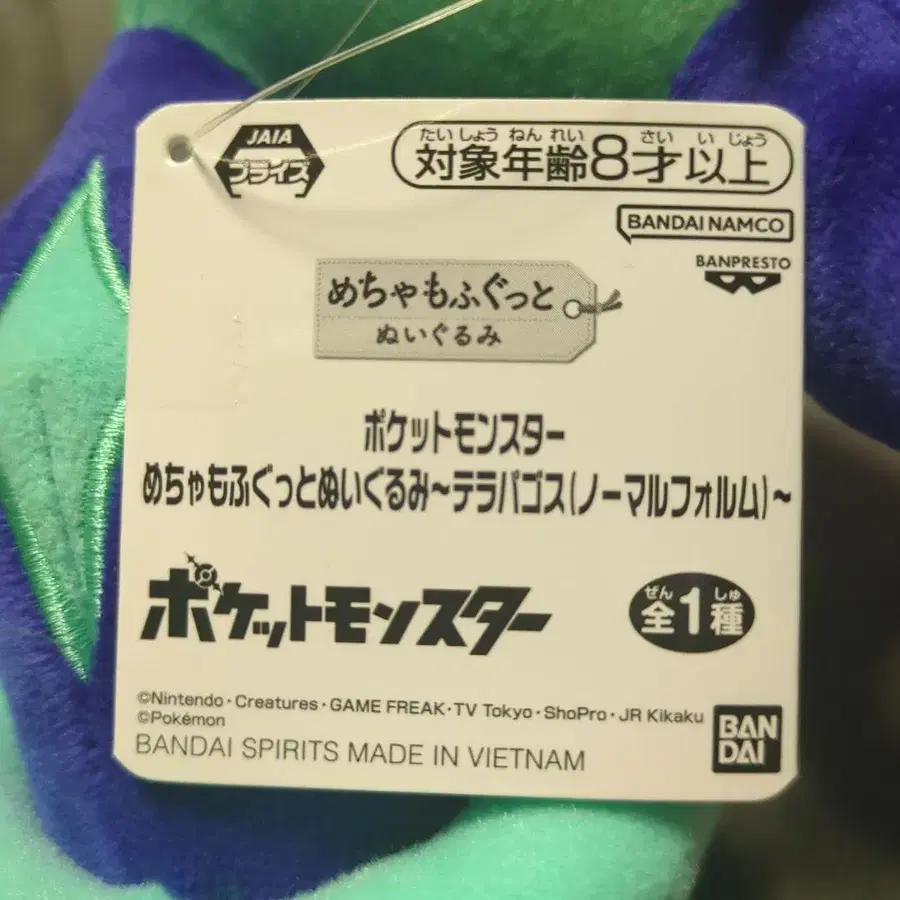 JAIA
プライズ
たいしょうねんれい さいいじょう
対象年齢8才以上
BANDAI NAMCO
BANPRESTO
めちゃもふぐっと
ぬいぐるみ
ポケットモンスター
めちゃもふぐっとぬいぐるみ～テラパゴス(ノーマルフォルム)～
ポケットモンスター
ぜん しゅ
全1種
©Nintendo・Creatures・GAME FREAK・TV Tokyo・ShoPro・JR Kikaku
©Pokémon
BANDAI SPIRITS MADE IN VIETNAM
BAN
DAI